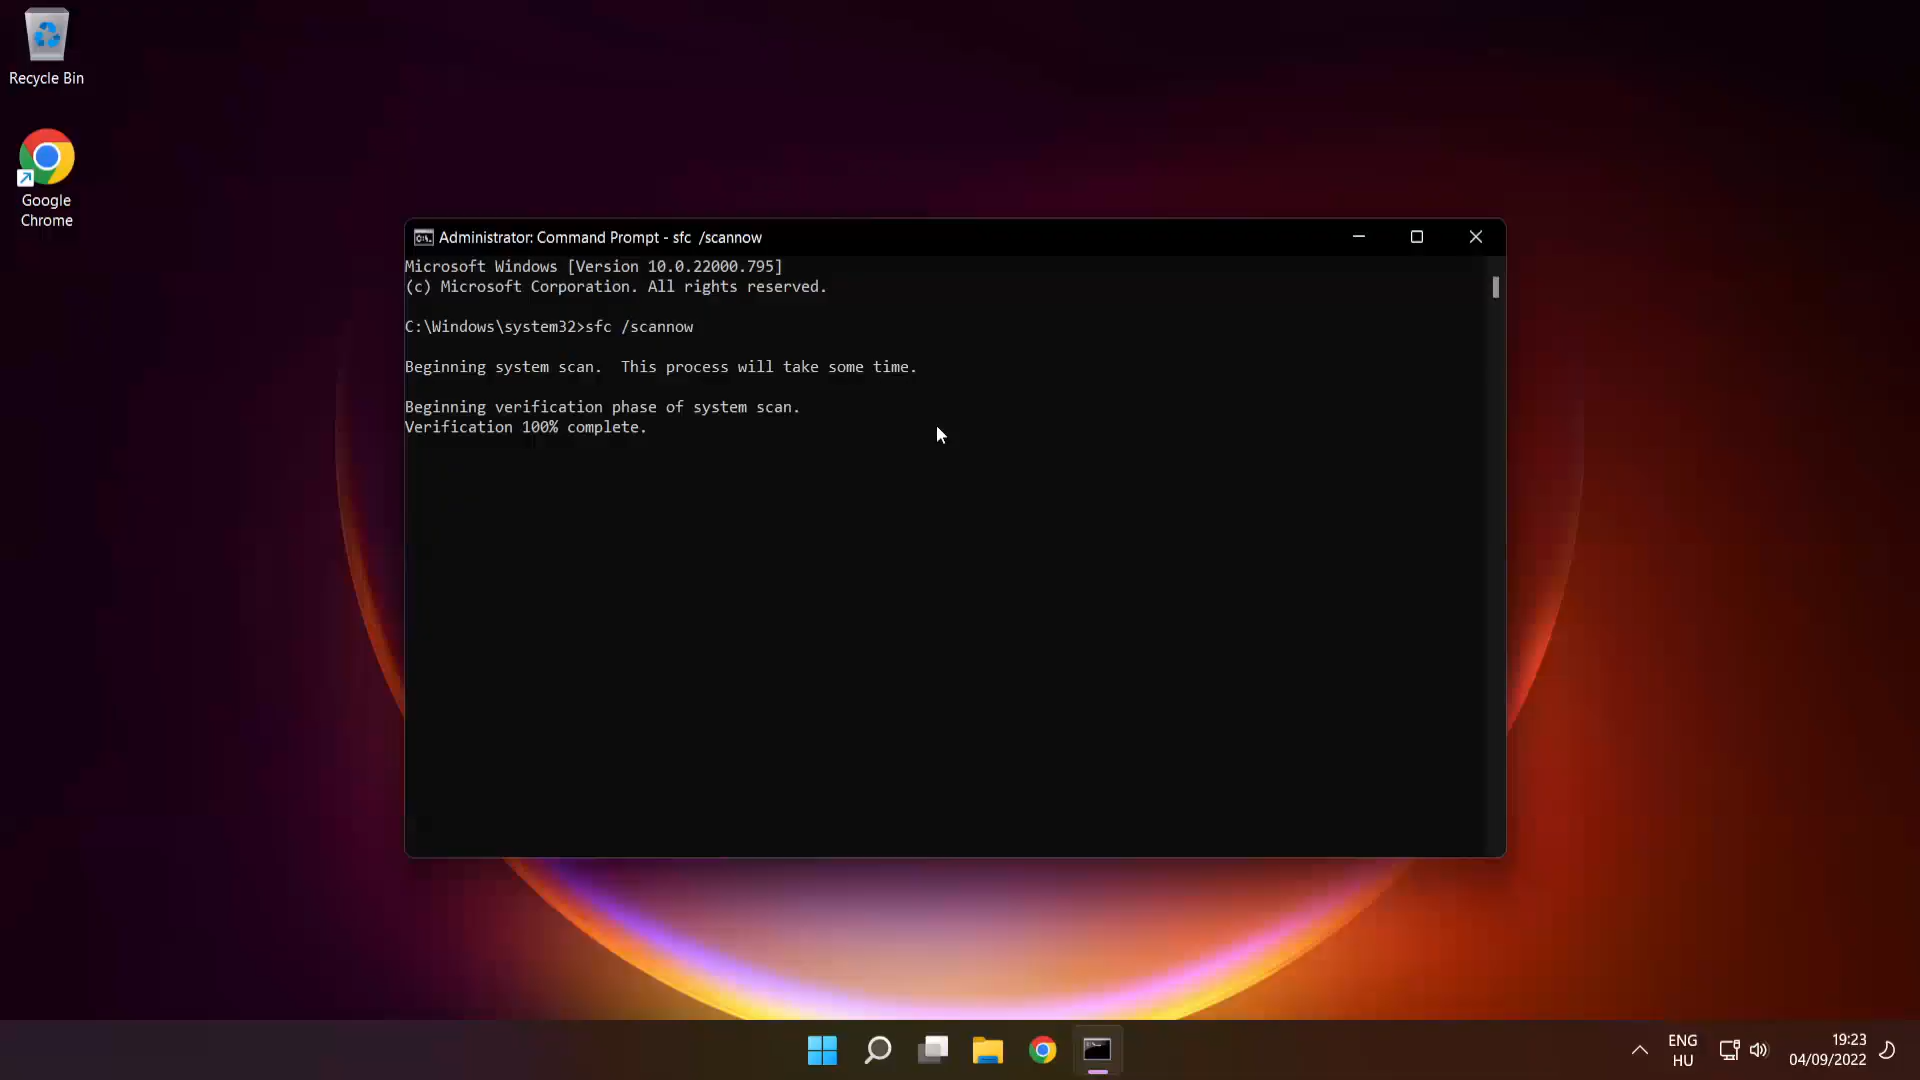 Recycle Bin
Google
Chrome
Administrator: Command Prompt - sfc  /scannow
Microsoft Windows [Version 10.0.22000.795]
(c) Microsoft Corporation. All rights reserved.
C:\Windows\system32>sfc /scannow
Beginning system scan.  This process will take some time.
Beginning verification phase of system scan.
Verification 100% complete.
ENG
HU
19:23
04/09/2022